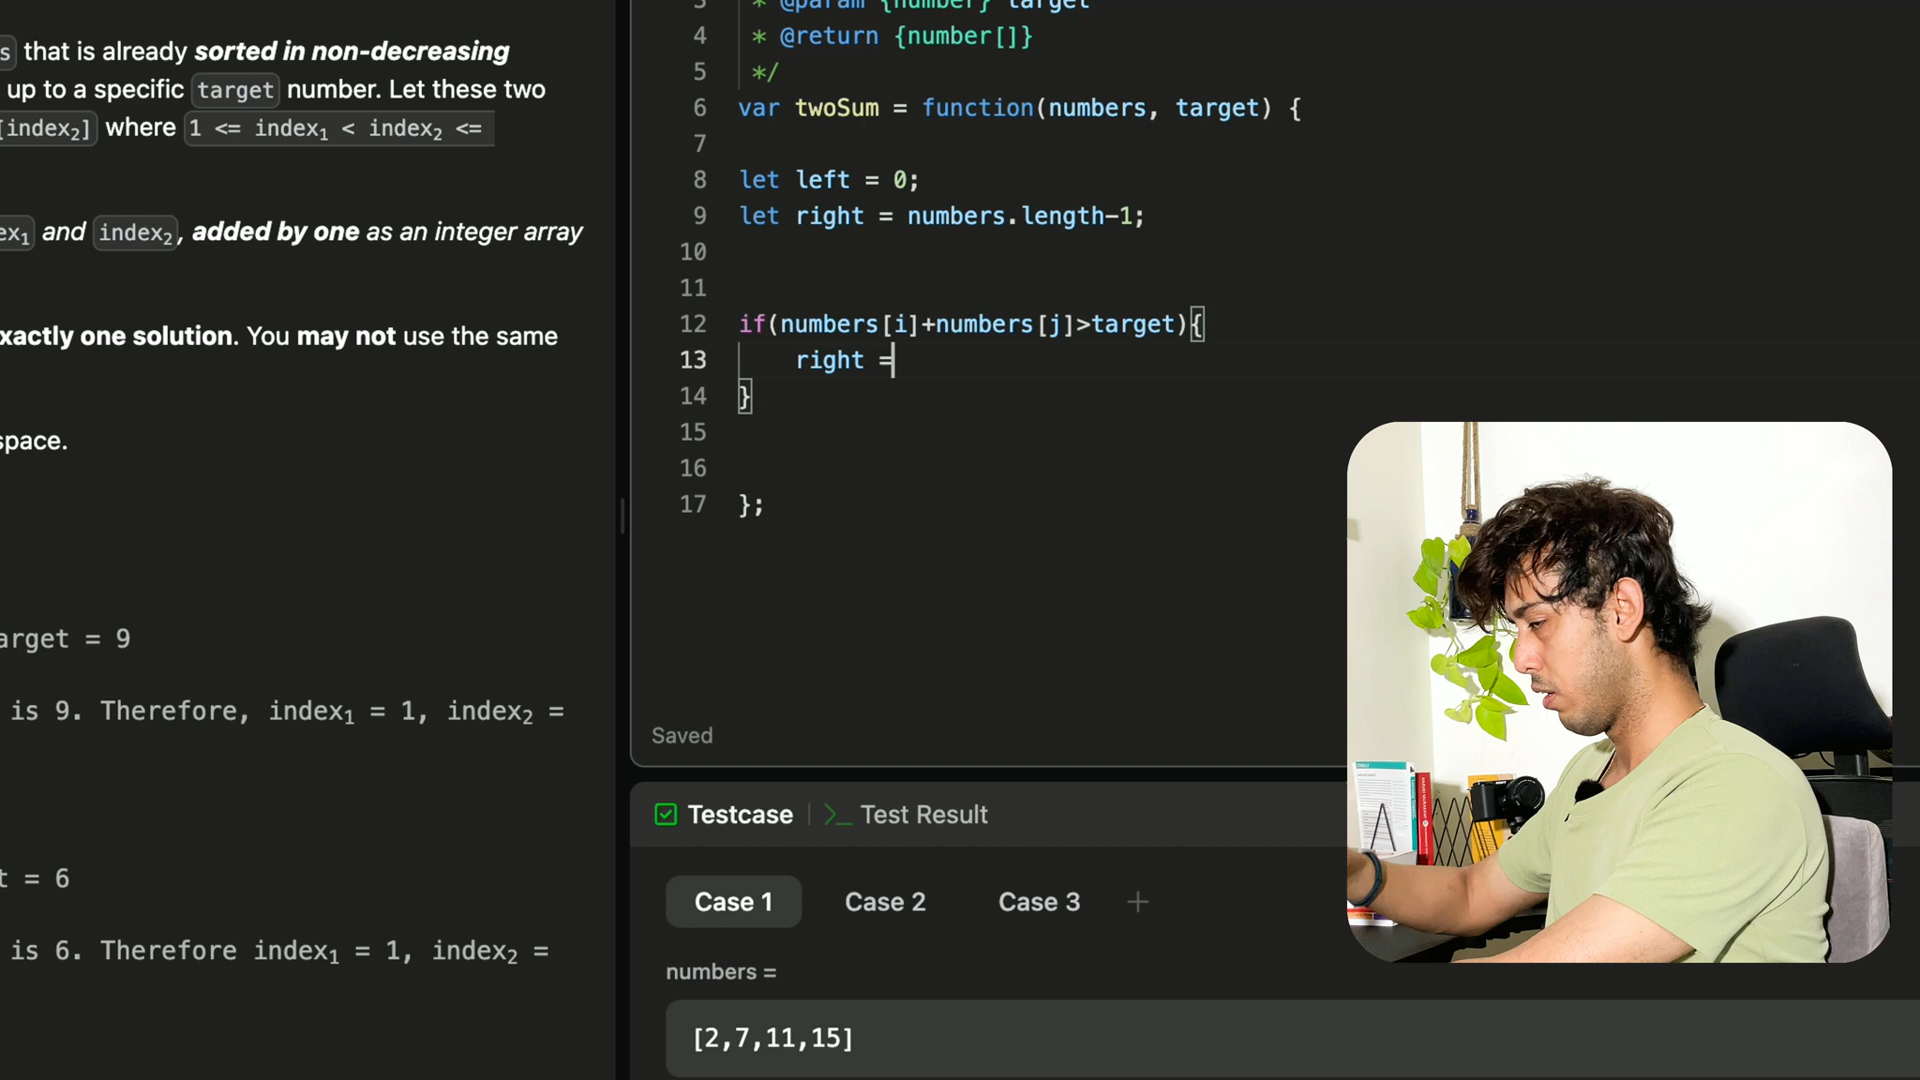 s that is already sorted in non-decreasing
up to a specific target number. Let these two
[index₂] where 1 <= index₁ < index₂ <=
ex₁ and index₂, added by one as an integer array
xactly one solution. You may not use the same
space.
arget = 9
is 9. Therefore, index₁ = 1, index₂ =
t = 6
is 6. Therefore index₁ = 1, index₂ =
3 * @param {number} target
4 * @return {number[]}
5 */
6 var twoSum = function(numbers, target) {
7
8 let left = 0;
9 let right = numbers.length-1;
10
11
12 if(numbers[i]+numbers[j]>target){
13 right =
14 }
15
16
17 };
Saved
Testcase
Test Result
Case 1
Case 2
Case 3
+
numbers =
[2,7,11,15]